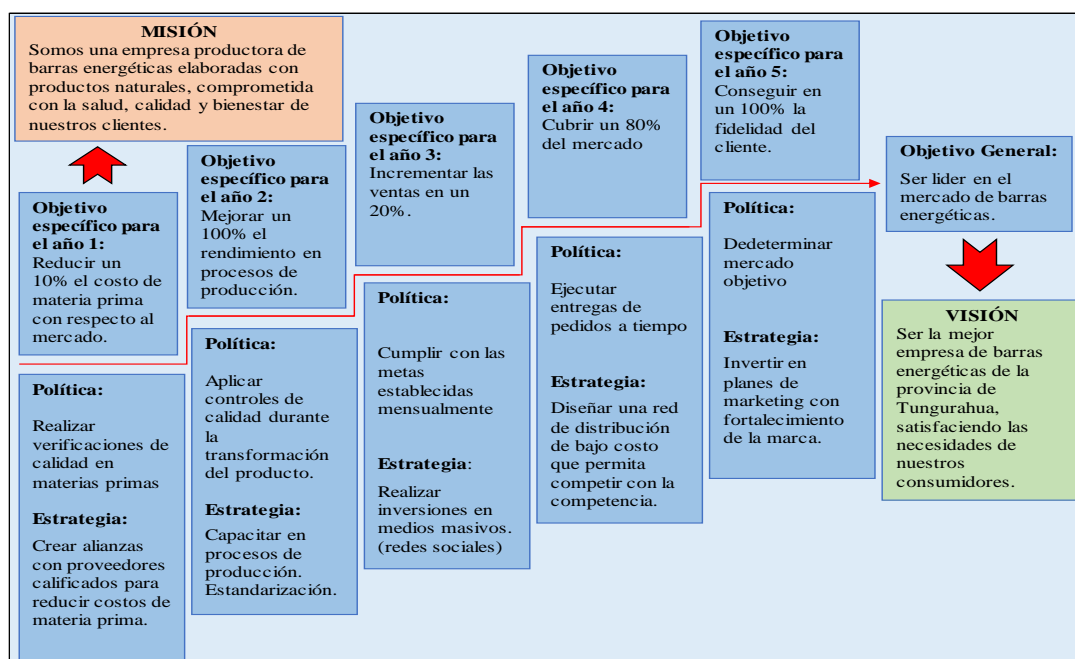 MISIÓN
Somos una empresa productora de
barras energéticas elaboradas con
productos naturales, comprometida
con la salud, calidad y bienestar de
nuestros clientes.
Objetivo
específico para
el año 1:
Reducir un
10% el costo de
materia prima
con respecto al
mercado.
Política:
Realizar
verificaciones de
calidad en
materias primas
Estrategia:
Crear alianzas
con proveedores
calificados para
reducir costos de
materia prima.
Objetivo
específico para
el año 2:
Mejorar un
100% el
rendimiento en
procesos de
producción.
Política:
Aplicar
controles de
calidad durante
la
transformación
del producto.
Estrategia:
Capacitar en
procesos de
producción.
Estandarización.
Objetivo
específico para
el año 3:
Incrementar las
ventas en un
20%.
Política:
Cumplir con las
metas
establecidas
mensualmente
Estrategia:
Realizar
inversiones en
medios masivos.
(redes sociales)
Objetivo
específico para
el año 4:
Cubrir un 80%
del mercado
Política:
Ejecutar
entregas de
pedidos a tiempo
Estrategia:
Diseñar una red
de distribución
de bajo costo
que permita
competir con la
competencia.
Objetivo
específico para
el año 5:
Conseguir en
un 100% la
fidelidad del
cliente.
Política:
Dedeterminar
mercado
objetivo
Estrategia:
Invertir en
planes de
marketing con
fortalecimiento
de la marca.
Objetivo General:
Ser lider en el
mercado de barras
energéticas.
VISIÓN
Ser la mejor
empresa de barras
energéticas de la
provincia de
Tungurahua,
satisfaciendo las
necesidades de
nuestros
consumidores.